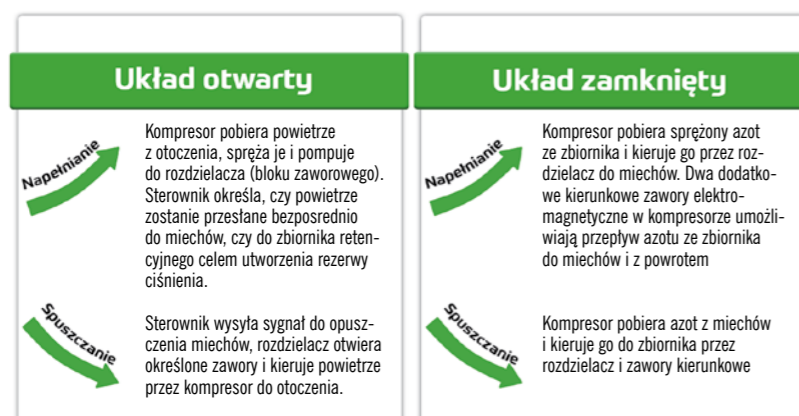 Układ otwarty
Napełnianie
Kompresor pobiera powietrze
z otoczenia, spręża je i pompuje
do rozdzielacza (bloku zaworowego).
Sterownik określa, czy powietrze
zostanie przesłane bezposrednio
do miechów, czy do zbiornika reten-
cyjnego celem utworzenia rezerwy
ciśnienia.
Spuszczanie
Sterownik wysyła sygnał do opusz-
czenia miechów, rozdzielacz otwiera
określone zawory i kieruje powietrze
przez kompresor do otoczenia.
Układ zamknięty
Napełnianie
Kompresor pobiera sprężony azot
ze zbiornika i kieruje go przez roz-
dzielacz do miechów. Dwa dodatko-
we kierunkowe zawory elektro-
magnetyczne w kompresorze umożli-
wiają przepływ azotu ze zbiornika
do miechów i z powrotem
Spuszczanie
Kompresor pobiera azot z miechów
i kieruje go do zbiornika przez
rozdzielacz i zawory kierunkowe